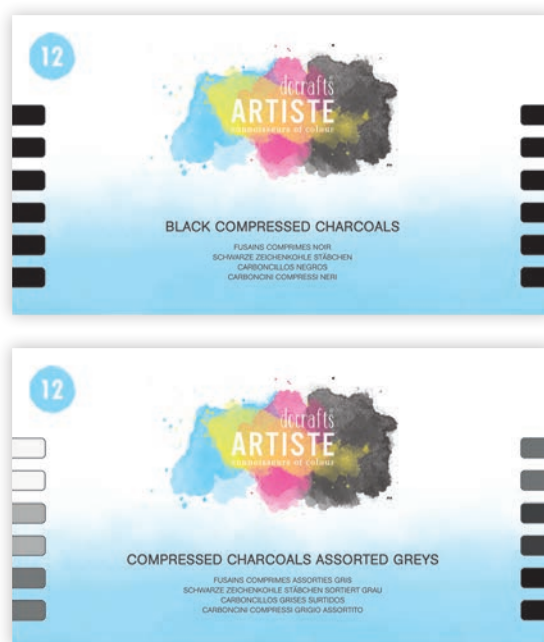 12
docrafts
ARTISTE
connoisseurs of colour
BLACK COMPRESSED CHARCOALS
FUSAINS COMPRIMES NOIR
SCHWARZE ZEICHENKOHLE STÄBCHEN
CARBONCILLOS NEGROS
CARBONCINI COMPRESSI NERI
12
docrafts
ARTISTE
connoisseurs of colour
COMPRESSED CHARCOALS ASSORTED GREYS
FUSAINS COMPRIMES ASSORTIES GRIS
SCHWARZE ZEICHENKOHLE STÄBCHEN SORTIERT GRAU
CARBONCILLOS GRISES SURTIDOS
CARBONCINI COMPRESSI GRIGIO ASSORTITO